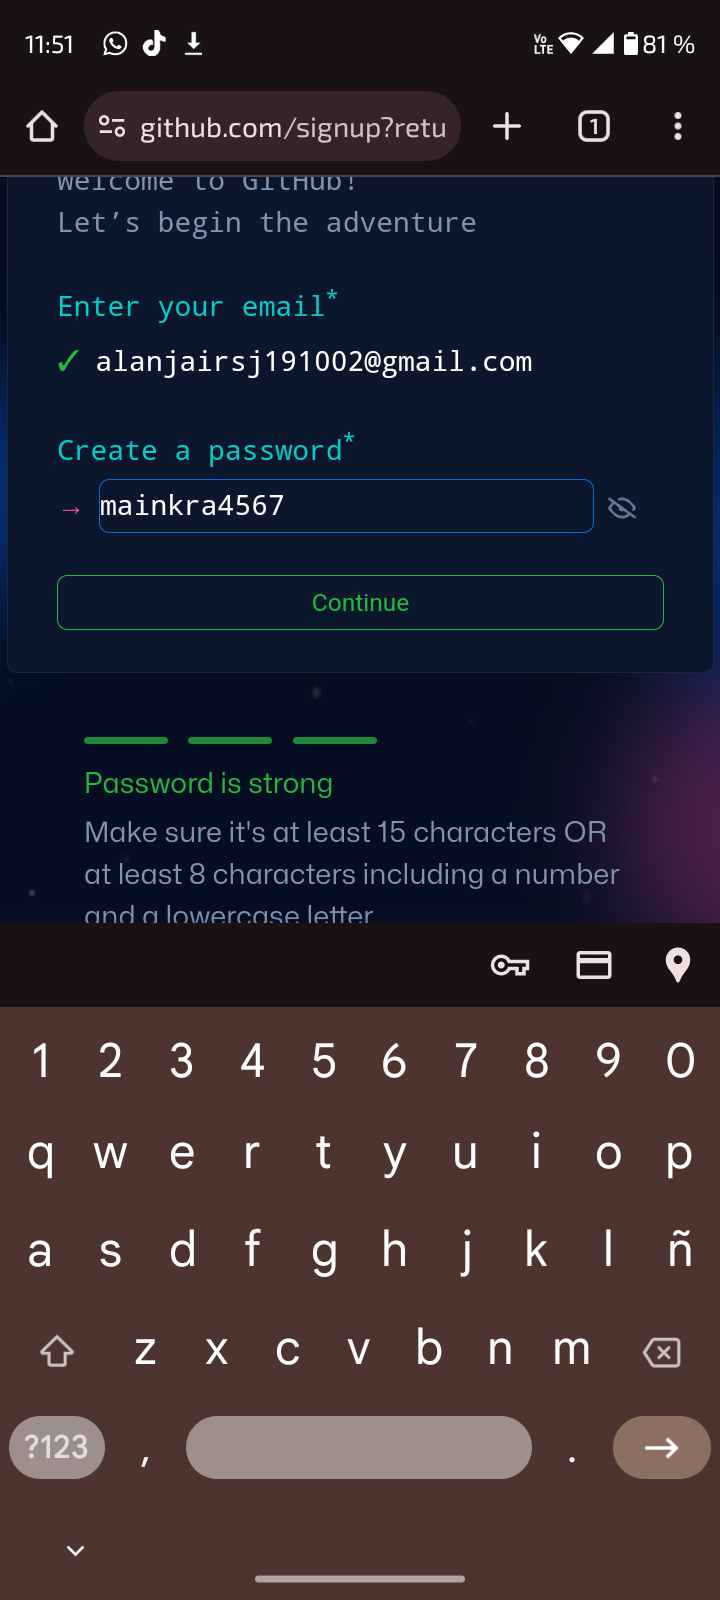 11:51 Vo LTE 81 %
github.com/signup?retu 1
Welcome to GitHub!
Let’s begin the adventure
Enter your email*
✓ alanjairsj191002@gmail.com
Create a password*
→ mainkra4567
Continue
Password is strong
Make sure it's at least 15 characters OR
at least 8 characters including a number
and a lowercase letter
1 2 3 4 5 6 7 8 9 0
q w e r t y u i o p
a s d f g h j k l ñ
z x c v b n m
?123 , .